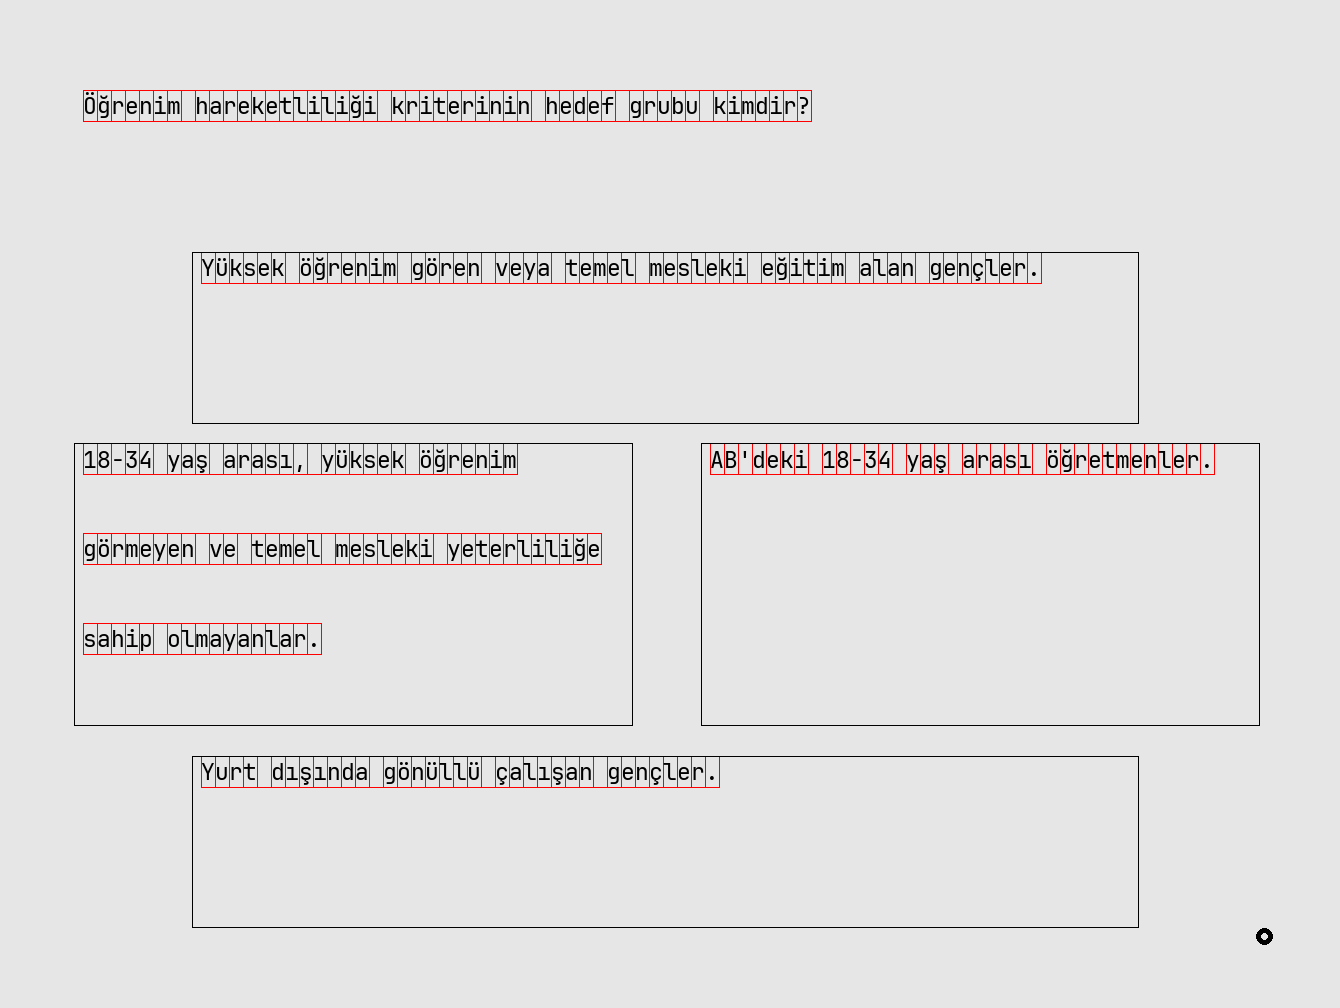 Öğrenim hareketliliği kriterinin hedef grubu kimdir?
Yüksek öğrenim gören veya temel mesleki eğitim alan gençler.
18-34 yaş arası, yüksek öğrenim
görmeyen ve temel mesleki yeterliliğe
sahip olmayanlar.
AB'deki 18-34 yaş arası öğretmenler.
Yurt dışında gönüllü çalışan gençler.